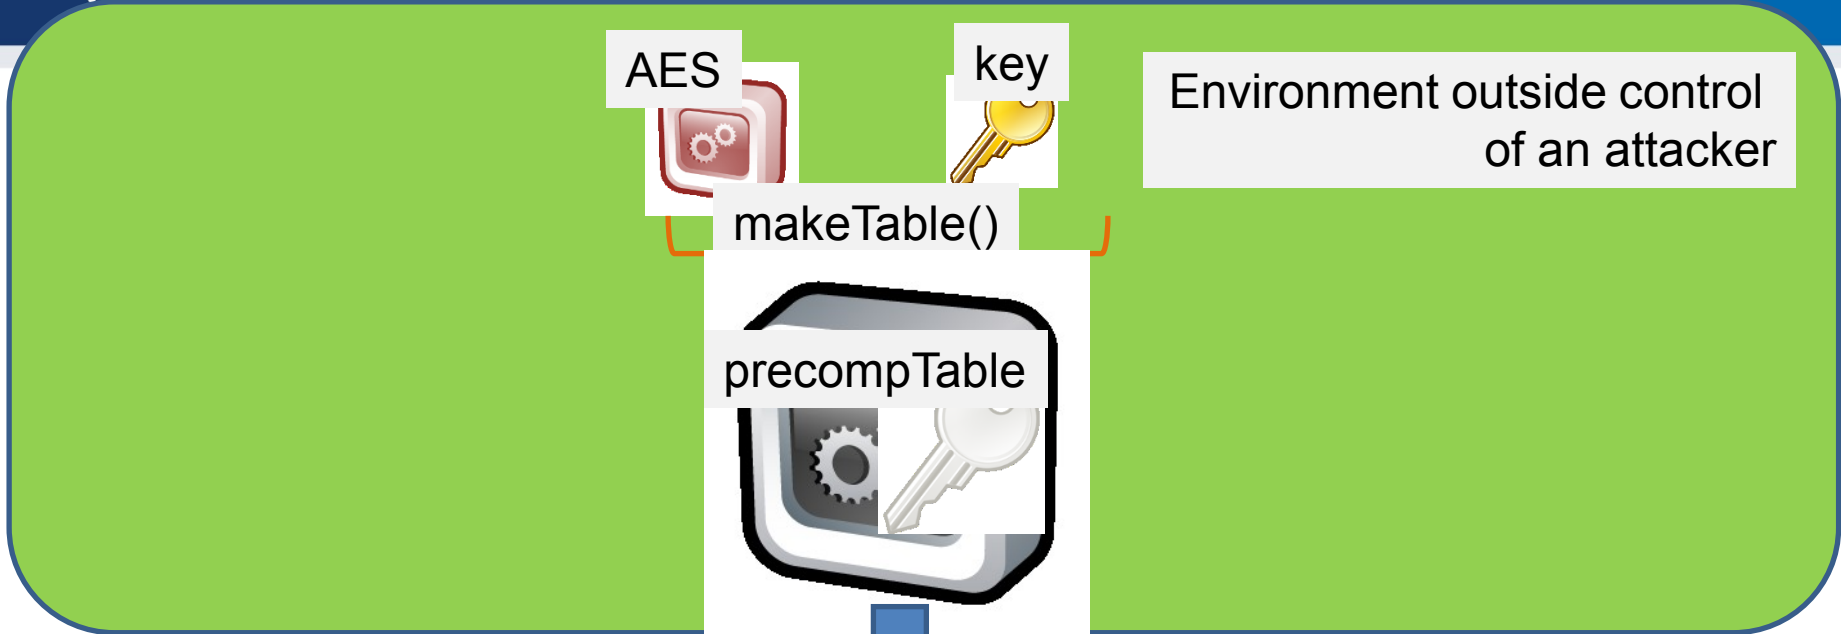 AES
key
Environment outside control
of an attacker
makeTable()
precompTable